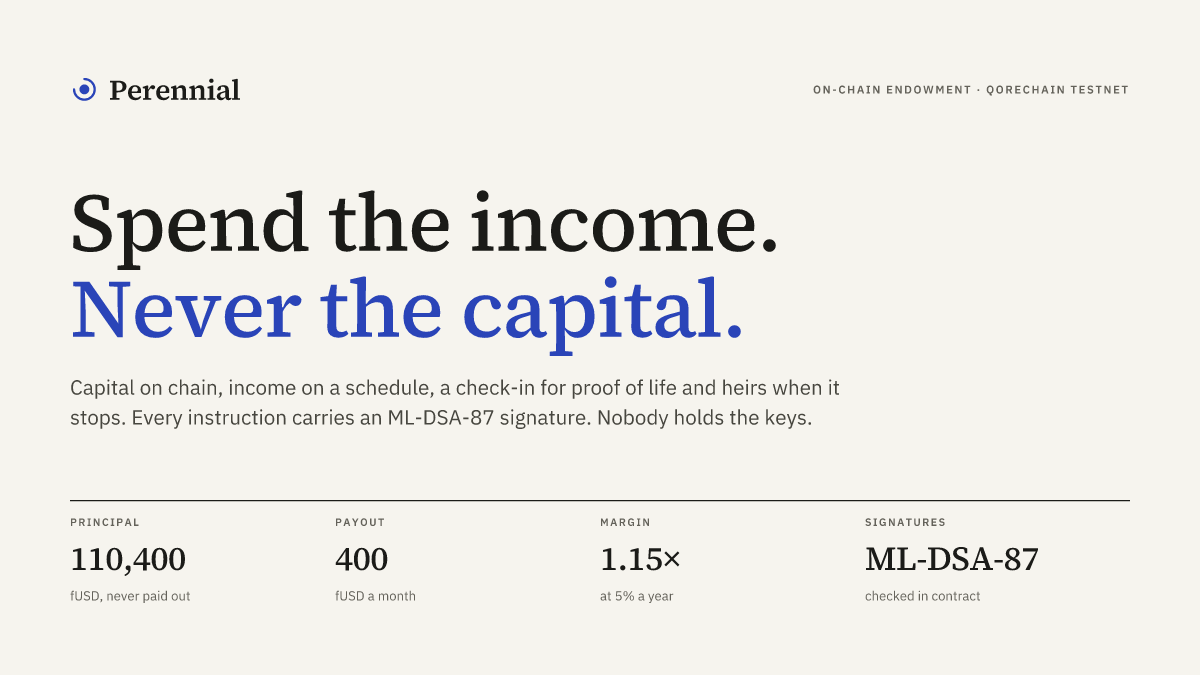 Perennial
ON-CHAIN ENDOWMENT · QORECHAIN TESTNET
Spend the income.
Never the capital.
Capital on chain, income on a schedule, a check-in for proof of life and heirs when it
stops. Every instruction carries an ML-DSA-87 signature. Nobody holds the keys.
PRINCIPAL
110,400
fUSD, never paid out
PAYOUT
400
fUSD a month
MARGIN
1.15×
at 5% a year
SIGNATURES
ML-DSA-87
checked in contract